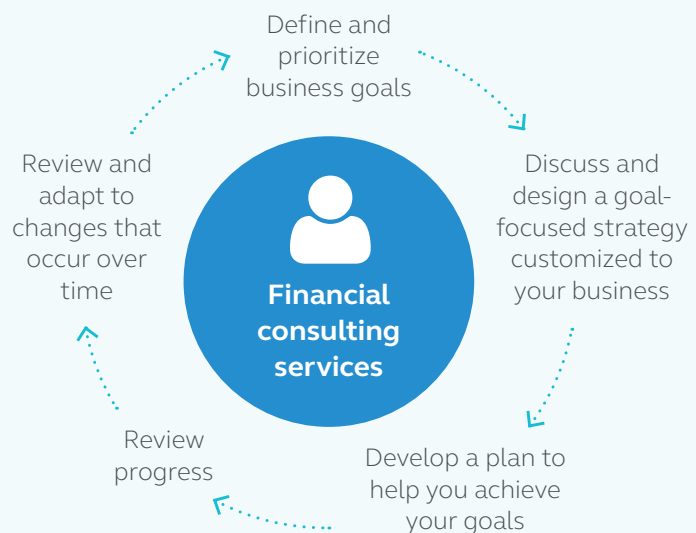 Define and
prioritize
business goals
Discuss and
design a goal-
focused strategy
customized to
your business
Develop a plan to
help you achieve
your goals
Review
progress
Review and
adapt to
changes that
occur over
time
Financial
consulting
services